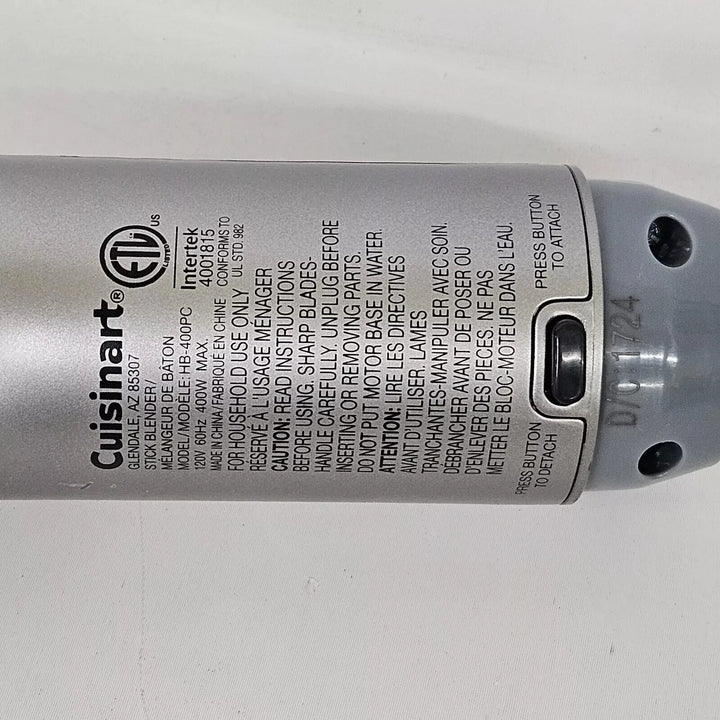 Cuisinart®
GLENDALE, AZ 85307
STICK BLENDER/
MÉLANGEUR DE BÂTON
MODEL/MODÈLE: HB-400PC
120V 60Hz 400W MAX.
MADE IN CHINA/FABRIQUÉ EN CHINE
FOR HOUSEHOLD USE ONLY
RESERVÉ À L'USAGE MÉNAGER
CAUTION: READ INSTRUCTIONS
BEFORE USING. SHARP BLADES-
HANDLE CAREFULLY. UNPLUG BEFORE
INSERTING OR REMOVING PARTS.
DO NOT PUT MOTOR BASE IN WATER.
ATTENTION: LIRE LES DIRECTIVES
AVANT D'UTILISER. LAMES
TRANCHANTES-MANIPULER AVEC SOIN.
DÉBRANCHER AVANT DE POSER OU
D'ENLEVER DES PIECES. NE PAS
METTRE LE BLOC-MOTEUR DANS L'EAU.
ETL
LISTED
US
Intertek
4001815
CONFORMS TO
UL STD. 982
PRESS BUTTON
TO DETACH
PRESS BUTTON
TO ATTACH